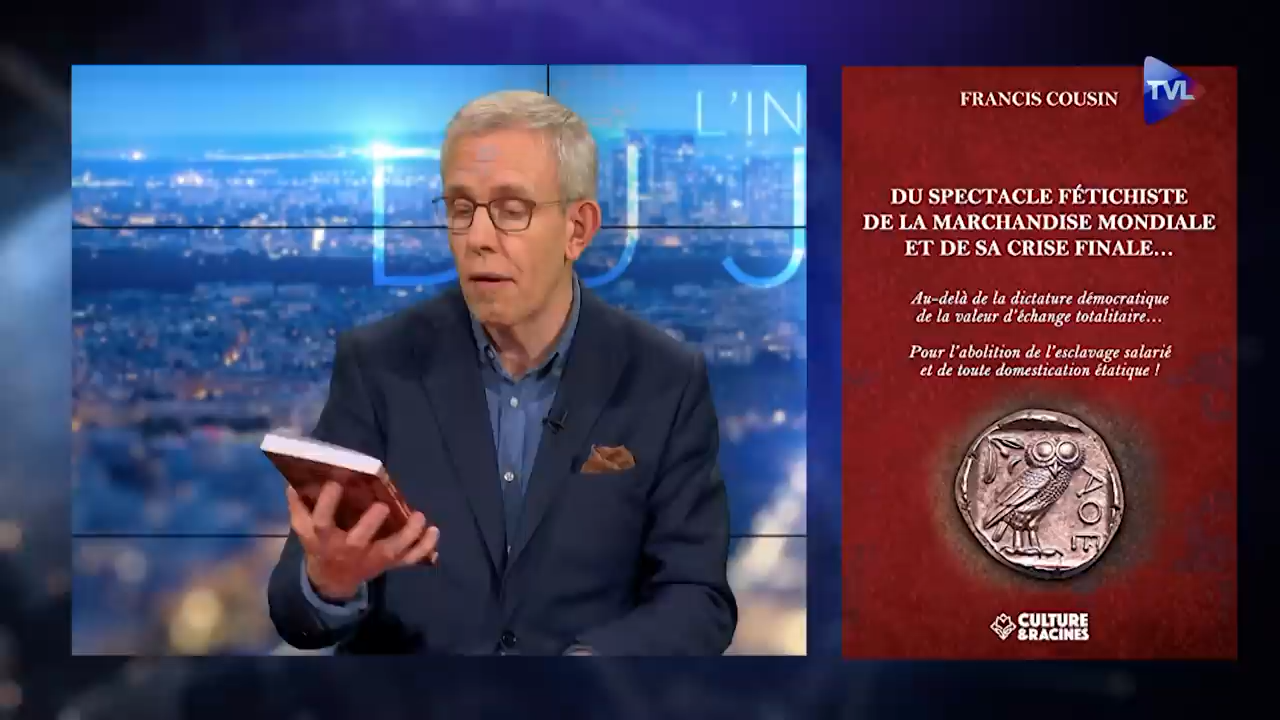 L'IN
DU J
TVL
FRANCIS COUSIN
DU SPECTACLE FÉTICHISTE
DE LA MARCHANDISE MONDIALE
ET DE SA CRISE FINALE...
Au-delà de la dictature démocratique
de la valeur d'échange totalitaire...
Pour l'abolition de l'esclavage salarié
et de toute domestication étatique !
ΑΘΕ
CULTURE
&RACINES